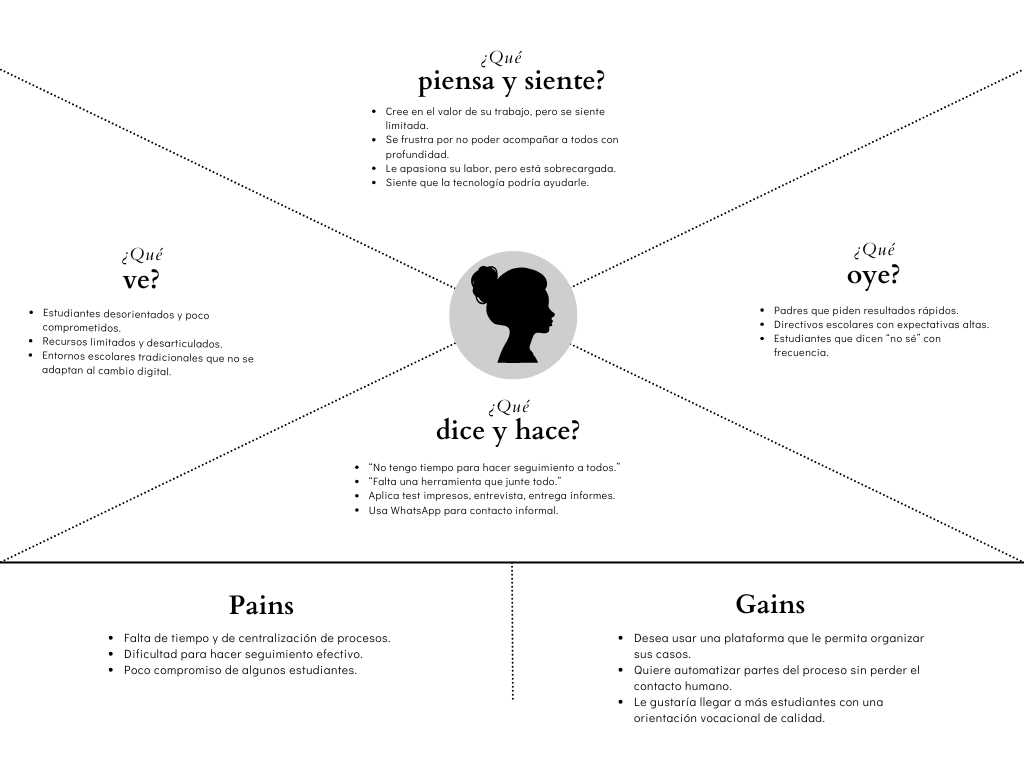 ¿Qué
piensa y siente?
• Cree en el valor de su trabajo, pero se siente
limitada.
• Se frustra por no poder acompañar a todos con
profundidad.
• Le apasiona su labor, pero está sobrecargada.
• Siente que la tecnología podría ayudarle.
¿Qué
ve?
• Estudiantes desorientados y poco
comprometidos.
• Recursos limitados y desarticulados.
• Entornos escolares tradicionales que no se
adaptan al cambio digital.
¿Qué
oye?
• Padres que piden resultados rápidos.
• Directivos escolares con expectativas altas.
• Estudiantes que dicen “no sé” con
frecuencia.
¿Qué
dice y hace?
• “No tengo tiempo para hacer seguimiento a todos.”
• “Falta una herramienta que junte todo.”
• Aplica test impresos, entrevista, entrega informes.
• Usa WhatsApp para contacto informal.
Pains
• Falta de tiempo y de centralización de procesos.
• Dificultad para hacer seguimiento efectivo.
• Poco compromiso de algunos estudiantes.
Gains
• Desea usar una plataforma que le permita organizar
sus casos.
• Quiere automatizar partes del proceso sin perder el
contacto humano.
• Le gustaría llegar a más estudiantes con una
orientación vocacional de calidad.